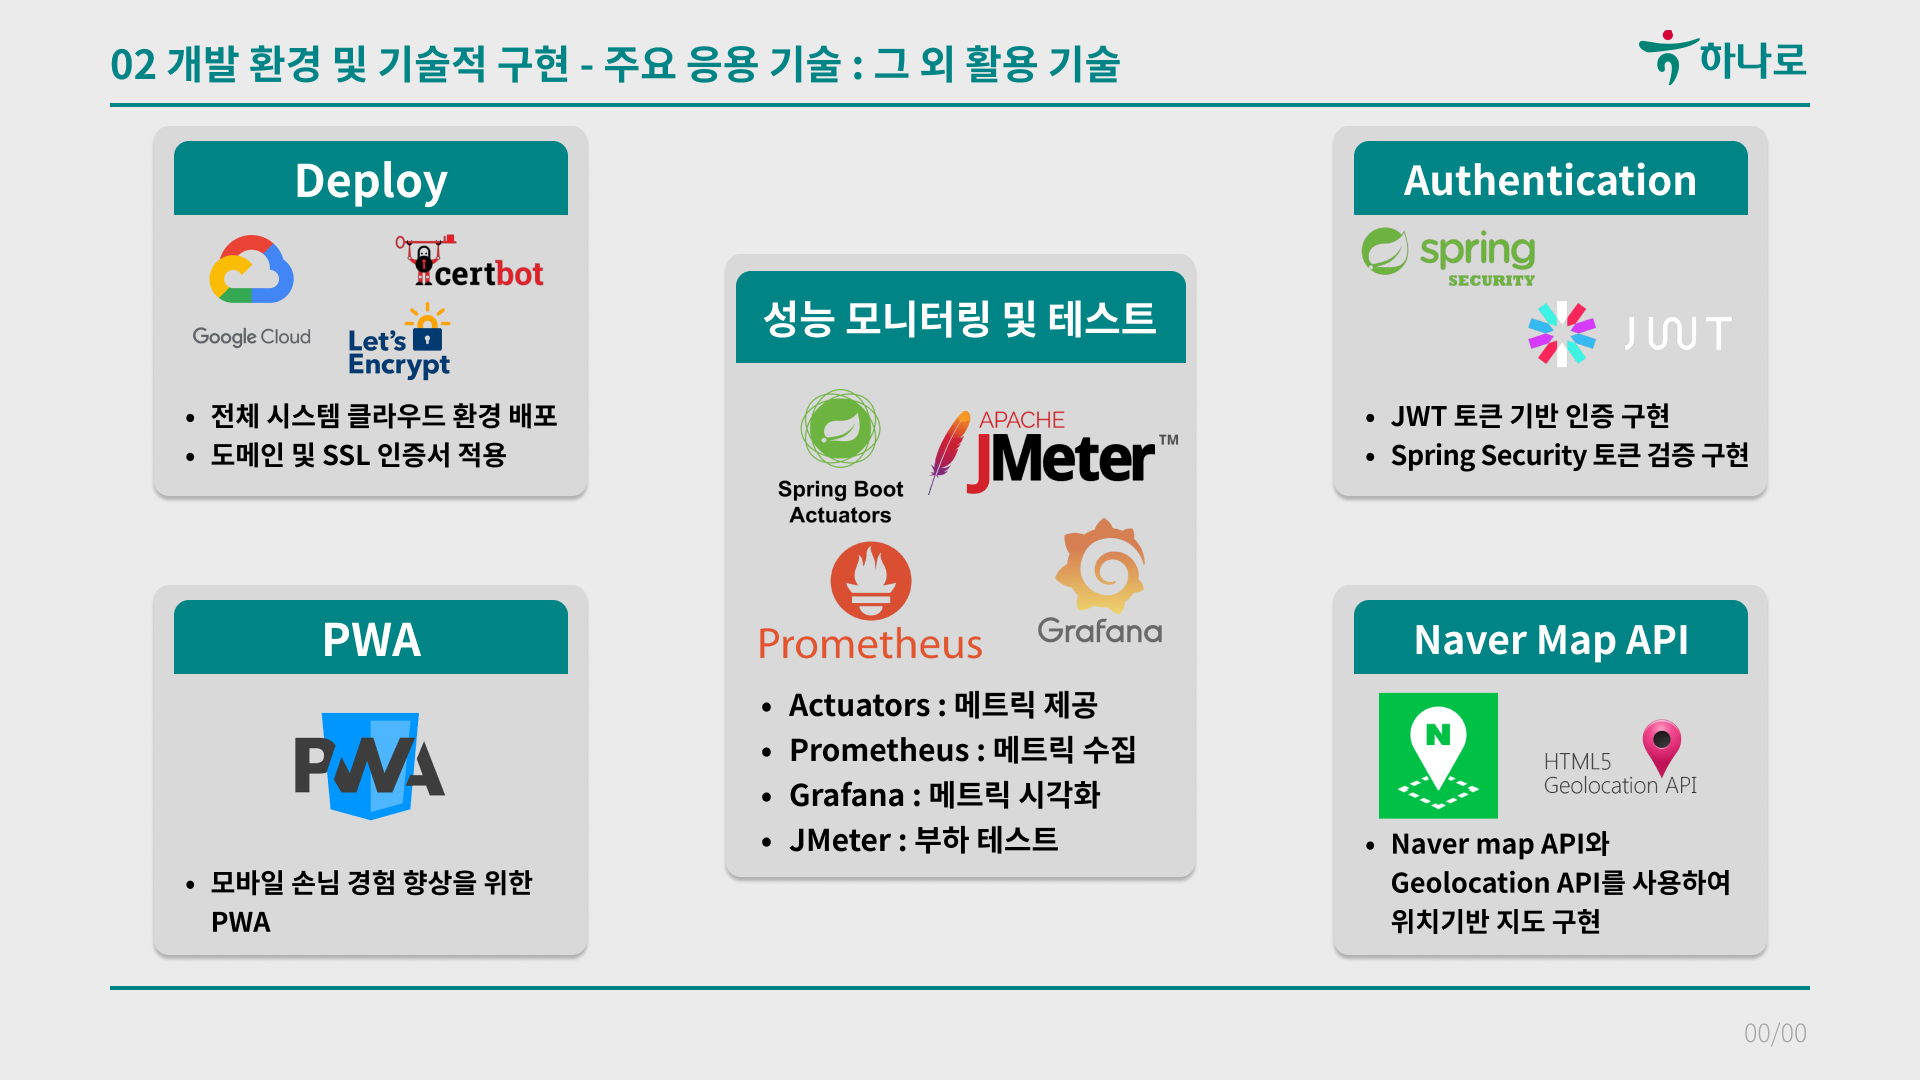 02 개발 환경 및 기술적 구현 - 주요 응용 기술 : 그 외 활용 기술
하나로
Deploy
Google Cloud
certbot
Let's
Encrypt
• 전체 시스템 클라우드 환경 배포
• 도메인 및 SSL 인증서 적용
PWA
PWA
• 모바일 손님 경험 향상을 위한
PWA
성능 모니터링 및 테스트
Spring Boot
Actuators
APACHE
JMeter™
Prometheus
Grafana
• Actuators : 메트릭 제공
• Prometheus : 메트릭 수집
• Grafana : 메트릭 시각화
• JMeter : 부하 테스트
Authentication
spring
SECURITY
JWT
• JWT 토큰 기반 인증 구현
• Spring Security 토큰 검증 구현
Naver Map API
N
HTML5
Geolocation API
• Naver map API와
Geolocation API를 사용하여
위치기반 지도 구현
00/00